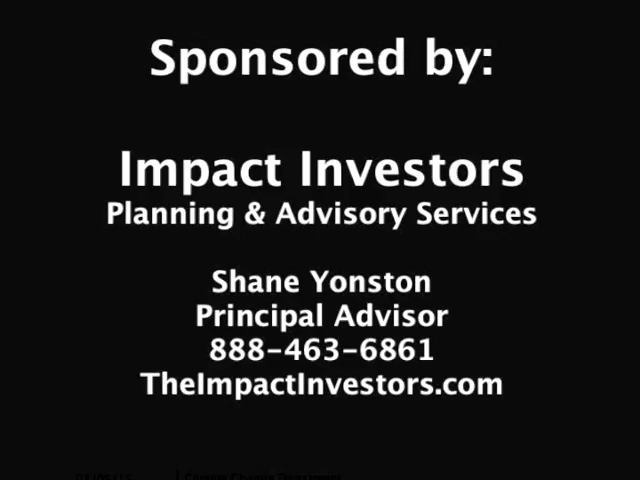 Sponsored by:
Impact Investors
Planning & Advisory Services
Shane Yonston
Principal Advisor
888-463-6861
TheImpactInvestors.com